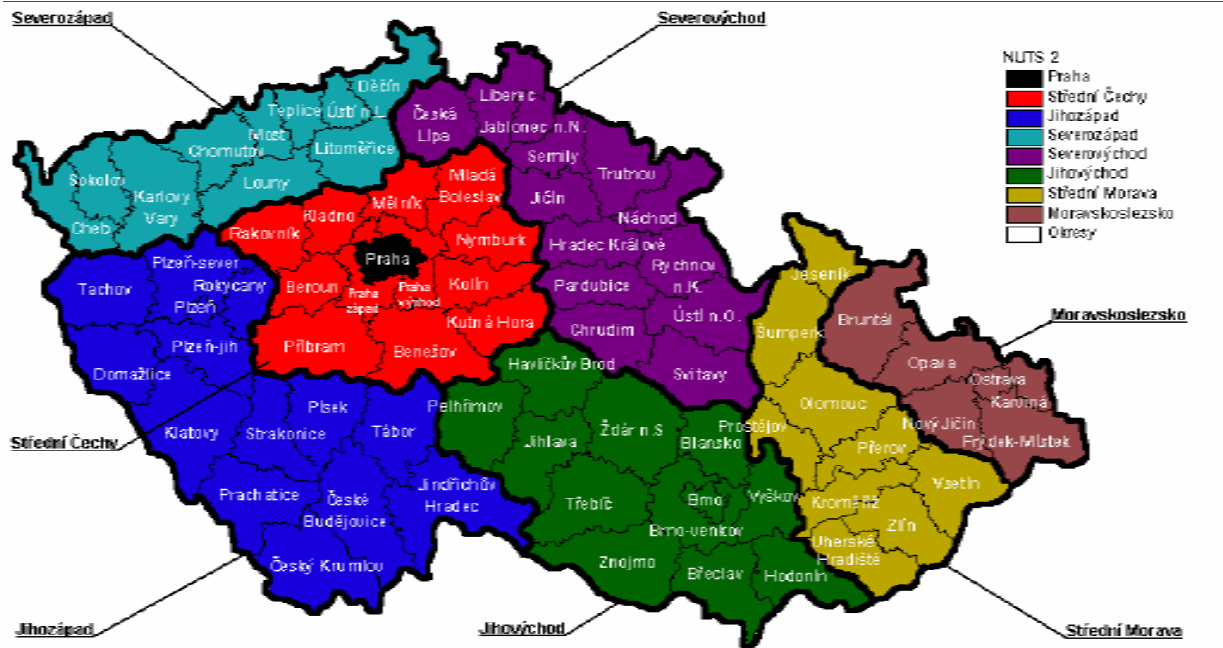 Severozápad
Severovýchod
NUTS 2
Praha
Střední Čechy
Jihozápad
Severozápad
Severovýchod
Jihovýchod
Střední Morava
Moravskoslezsko
Okresy
Děčín
Teplice
Ústí n.L.
Most
Chomutov
Litoměřice
Louny
Sokolov
Karlovy
Vary
Cheb
Česká
Lípa
Liberec
Jablonec n.N.
Semily
Trutnov
Jičín
Náchod
Hradec Králové
Rychnov
n.K.
Pardubice
Ústí n.O.
Chrudim
Svitavy
Mladá
Boleslav
Mělník
Kladno
Rakovník
Nymburk
Praha
Beroun
Praha
západ
Praha
východ
Kolín
Kutná Hora
Příbram
Benešov
Plzeň-sever
Tachov
Rokycany
Plzeň
Plzeň-jih
Domažlice
Písek
Klatovy
Strakonice
Tábor
Prachatice
České
Budějovice
Jindřichův
Hradec
Český Krumlov
Havlíčkův Brod
Pelhřimov
Jihlava
Žďár n.S
Blansko
Třebíč
Brno
Vyškov
Brno-venkov
Znojmo
Břeclav
Hodonín
Jeseník
Šumperk
Olomouc
Prostějov
Přerov
Kroměříž
Vsetín
Zlín
Uherské
Hradiště
Bruntál
Opava
Ostrava
Karviná
Nový Jičín
Frýdek-Místek
Moravskoslezsko
Střední Čechy
Jihozápad
Jihovýchod
Střední Morava